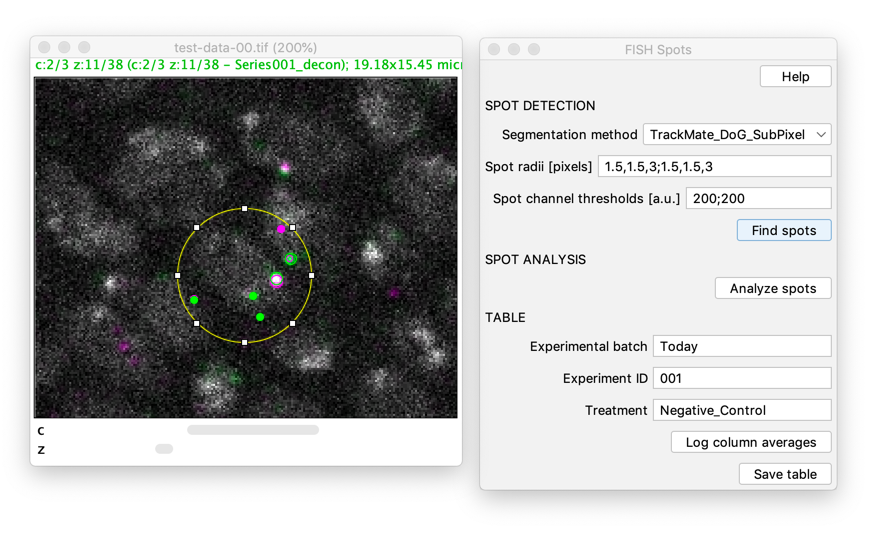 test-data-00.tif (200%)
c:2/3 z:11/38 (c:2/3 z:11/38 - Series001_decon); 19.18x15.45 micr
c
z
FISH Spots
Help
SPOT DETECTION
Segmentation method TrackMate_DoG_SubPixel
Spot radii [pixels] 1.5,1.5,3;1.5,1.5,3
Spot channel thresholds [a.u.] 200;200
Find spots
SPOT ANALYSIS
Analyze spots
TABLE
Experimental batch Today
Experiment ID 001
Treatment Negative_Control
Log column averages
Save table